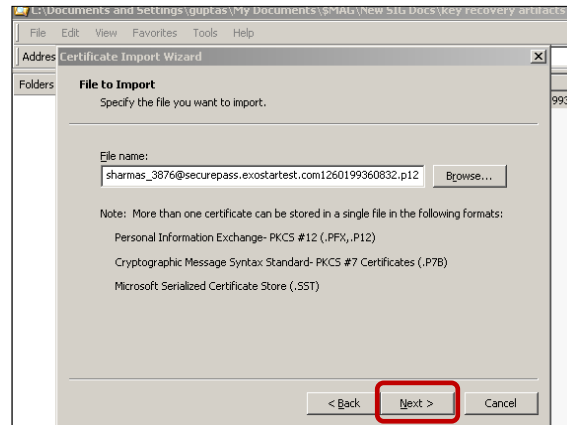 C:\Documents and Settings\guptas\My Documents\$MAG\New SIG Docs\key recovery artifacts
File Edit View Favorites Tools Help
Addres
Certificate Import Wizard
Folders
File to Import
Specify the file you want to import.
993
File name:
sharmas_3876@securepass.exostartest.com1260199360832.p12
Browse...
Note: More than one certificate can be stored in a single file in the following formats:
Personal Information Exchange- PKCS #12 (.PFX,.P12)
Cryptographic Message Syntax Standard- PKCS #7 Certificates (.P7B)
Microsoft Serialized Certificate Store (.SST)
< Back Next > Cancel